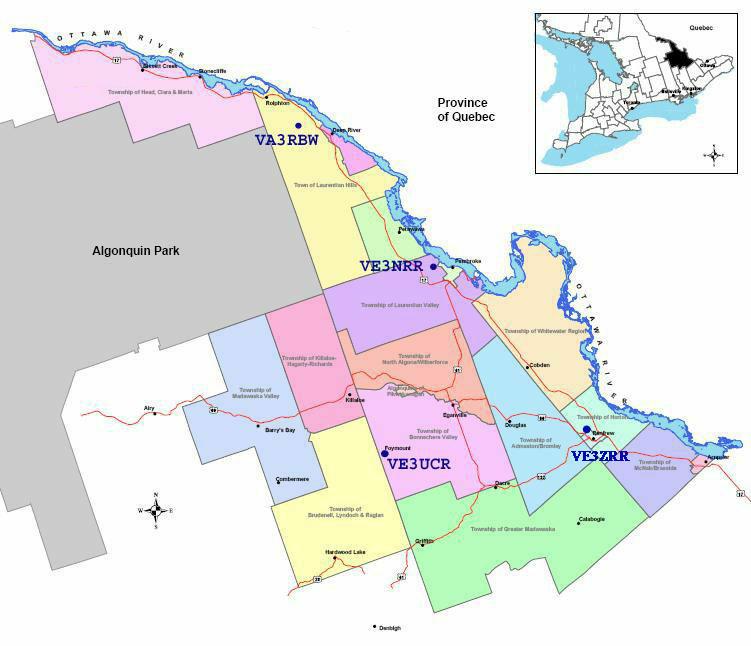 OTTAWA RIVER
17
Stonecliffe
Township of Head, Clara & Maria
Rolphton
VA3RBW
Deep River
Town of Laurentian Hills
Province
of Quebec
Quebec
Ottawa
Belleville
Kingston
Toronto
N
W
E
S
Algonquin Park
Petawawa
VE3NRR
Pembroke
17
Township of Laurentian Valley
OTTAWA RIVER
Township of Whitewater Region
Township of Killaloe-
Hagarty-Richards
Township of
North Algona/Wilberforce
41
Cobden
Township of
Madawaska Valley
Killaloe
60
Airy
Barry's Bay
Eganville
60
Douglas
Township of Horton
Renfrew
Township of
Bonnechere Valley
Township of
Admaston/Bromley
Foymount
VE3UCR
VE3ZRR
Township of
McNab/Braeside
Arnprior
17
Combermere
Dacre
132
N
W
E
S
Township of
Brudenell, Lyndoch & Raglan
Calabogie
Township of Greater Madawaska
Griffith
Hardwood Lake
28
41
Denbigh